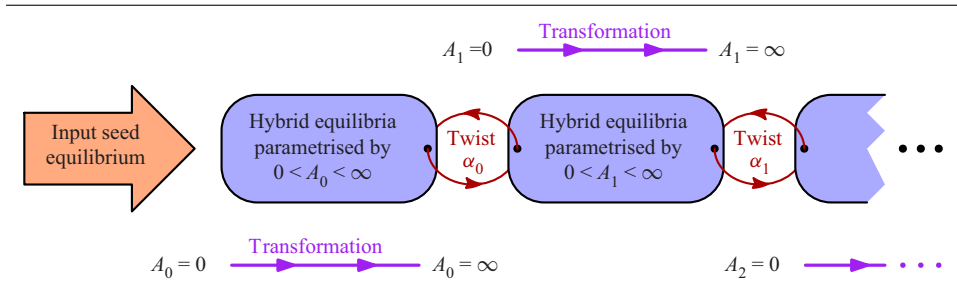 Transformation
A₁ = 0
A₁ = ∞
Input seed
equilibrium
Hybrid equilibria
parametrised by
0 < A₀ < ∞
Twist
α₀
Hybrid equilibria
parametrised by
0 < A₁ < ∞
Twist
α₁
Transformation
A₀ = 0
A₀ = ∞
A₂ = 0